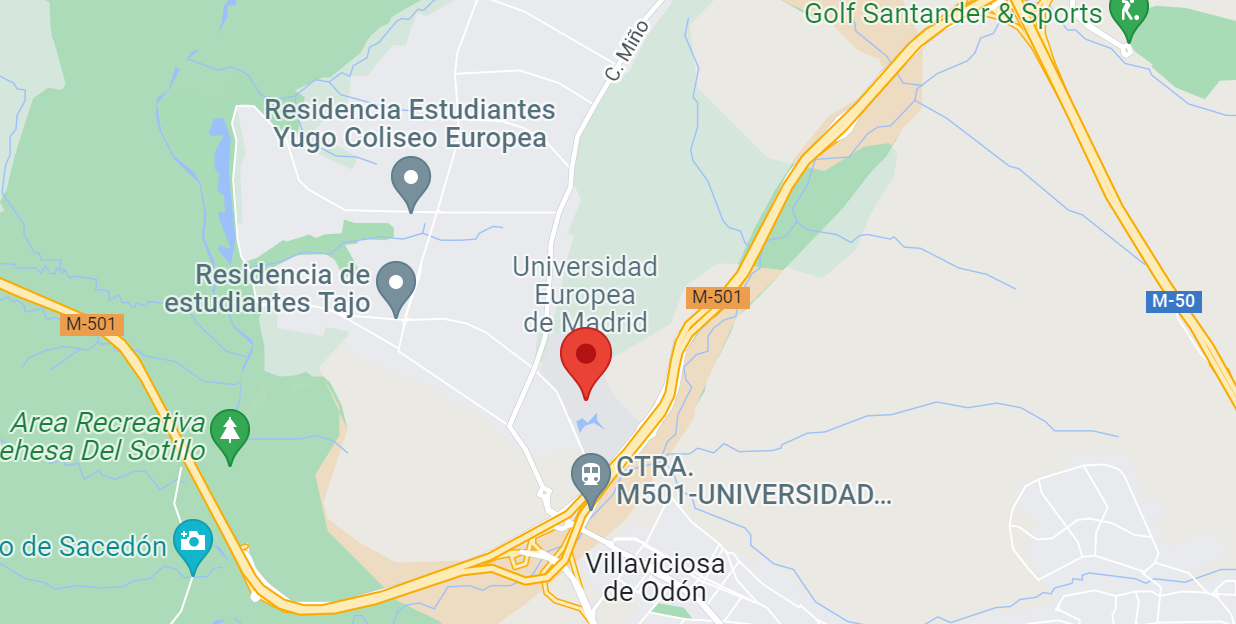 Golf Santander & Sports
C. Miño
Residencia Estudiantes
Yugo Coliseo Europea
Residencia de
estudiantes Tajo
Universidad
Europea
de Madrid
M-501
M-50
M-501
Area Recreativa
ehesa Del Sotillo
CTRA.
M501-UNIVERSIDAD...
o de Sacedón
Villaviciosa
de Odón